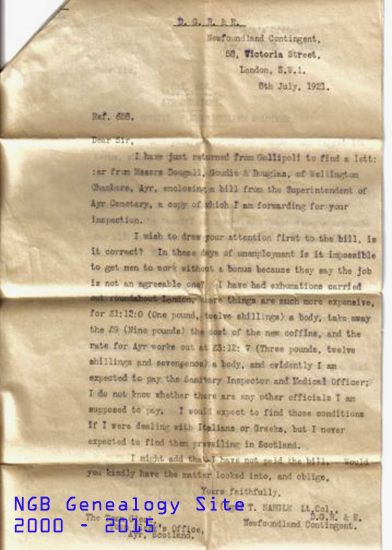 D. G. R. & E.
Newfoundland Contingent,
58, Victoria Street,
London, S.W.1.
8th July, 1921.
Ref. 628.
Dear Sir,
I have just returned from Gallipoli to find a lett:
:er from Messrs Dougall, Goudie & Douglas, of Wellington
Chambers, Ayr, enclosing a bill from the Superintendent of
Ayr Cemetery, a copy of which I am forwarding for your
inspection.
I wish to draw your attention first to the bill, is
it correct? In these days of unemployment is it impossible
to get men to work without a bonus because they say the job
is not an agreeable one? I have had exhumations carried
out roundabout London, where things are much more expensive,
for £1:12:0 (One pound, twelve shillings) a body, take away
the £9 (Nine pounds) the cost of the new coffins, and the
rate for Ayr works out at £3:12: 7 (Three pounds, twelve
shillings and sevenpence) a body, and evidently I am
expected to pay the Sanitary Inspector and Medical Officer;
I do not know whether there are any other officials I am
supposed to pay. I would expect to find those conditions
if I were dealing with Italians or Greeks, but I never
expected to find them prevailing in Scotland.
I might add that I have not paid the bill. Would
you kindly have the matter looked into, and oblige,
Yours faithfully,
T. NANGLE Lt.Col.,
D.G.R. & E.
Newfoundland Contingent.
The Town Clerk,
Office,
Ayr, Scotland.
NGB Genealogy Site
2000 - 2015